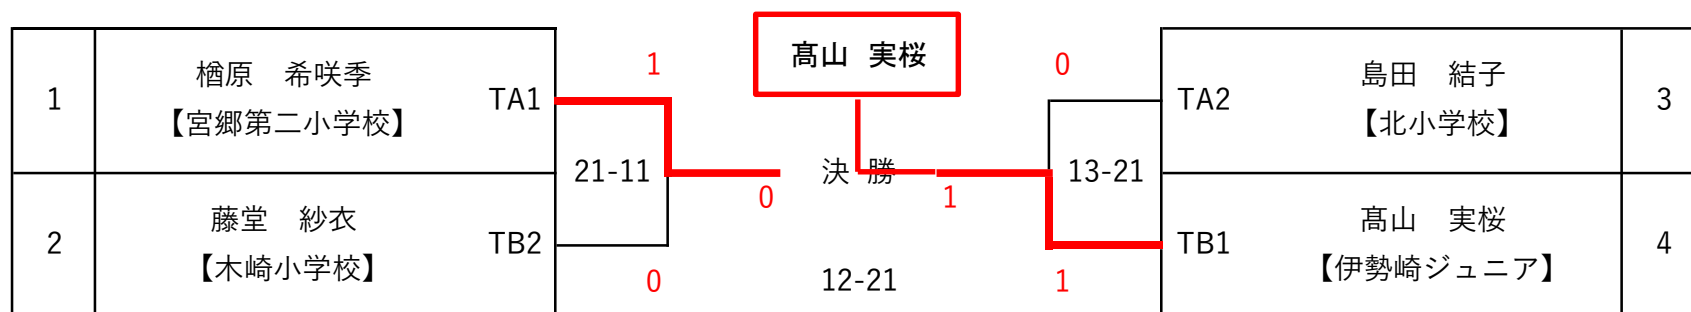 髙山　実桜
1
楢原　希咲季
【宮郷第二小学校】
TA1
1
21-11
2
藤堂　紗衣
【木崎小学校】
TB2
0
0
決 勝
1
12-21
0
TA2
島田　結子
【北小学校】
3
13-21
TB1
髙山　実桜
【伊勢崎ジュニア】
4
1